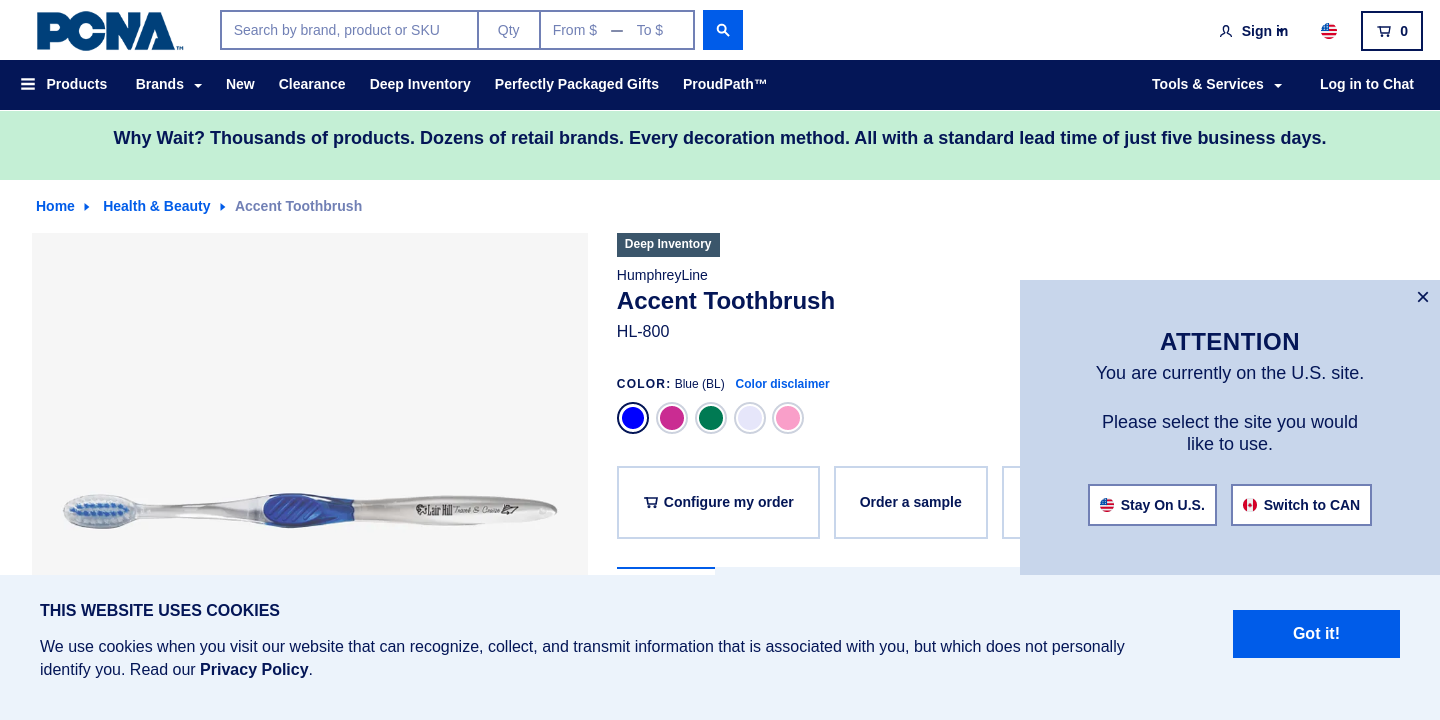 PCNA™
Search by brand, product or SKU
Qty
From $ — To $
Sign in
0
Products
Brands
New
Clearance
Deep Inventory
Perfectly Packaged Gifts
ProudPath™
Tools & Services
Log in to Chat
Why Wait? Thousands of products. Dozens of retail brands. Every decoration method. All with a standard lead time of just five business days.
Home
Health & Beauty
Accent Toothbrush
Deep Inventory
HumphreyLine
Accent Toothbrush
HL-800
COLOR: Blue (BL) Color disclaimer
Configure my order
Order a sample
Clair Hill Travel & Cruise
×
ATTENTION
You are currently on the U.S. site.
Please select the site you would
like to use.
Stay On U.S.
Switch to CAN
THIS WEBSITE USES COOKIES
We use cookies when you visit our website that can recognize, collect, and transmit information that is associated with you, but which does not personally
identify you. Read our Privacy Policy.
Got it!